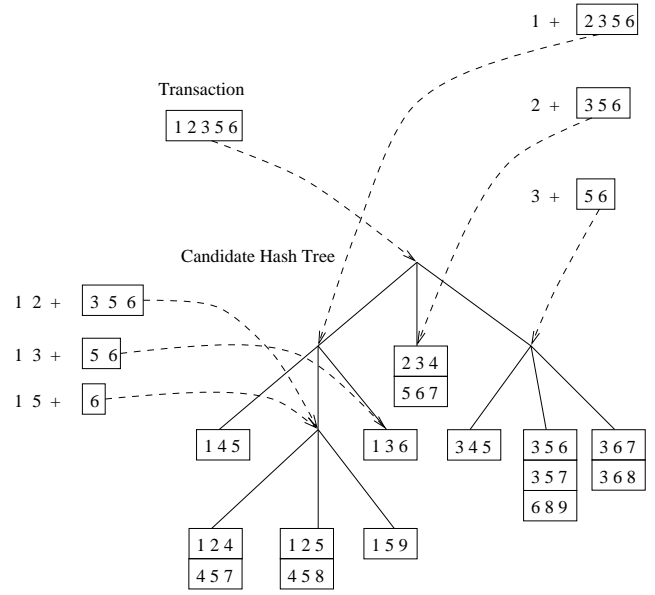 1 + 2 3 5 6
Transaction
1 2 3 5 6
2 + 3 5 6
3 + 5 6
Candidate Hash Tree
1 2 + 3 5 6
1 3 + 5 6
1 5 + 6
2 3 4
5 6 7
1 4 5
1 3 6
3 4 5
3 5 6
3 6 7
3 5 7
3 6 8
6 8 9
1 2 4
1 2 5
1 5 9
4 5 7
4 5 8